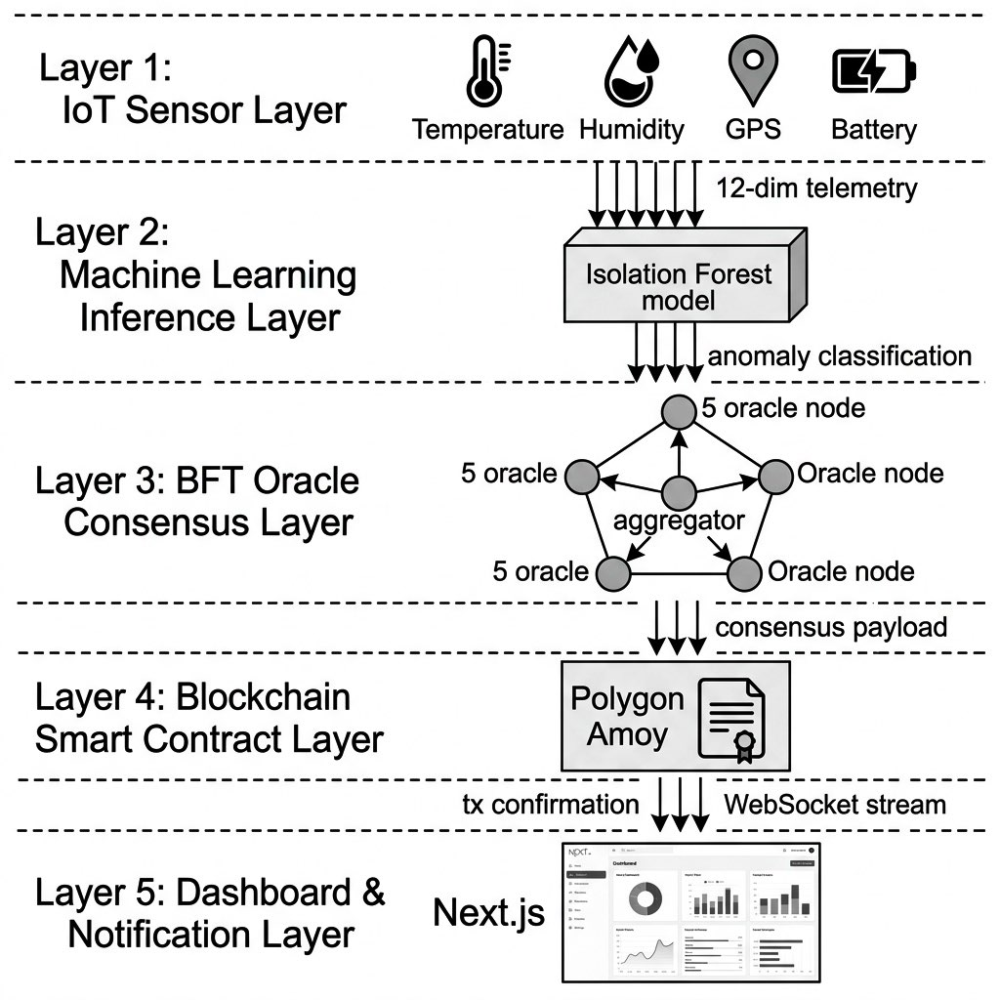 Layer 1:
IoT Sensor Layer
Temperature
Humidity
GPS
Battery
12-dim telemetry
Layer 2:
Machine Learning
Inference Layer
Isolation Forest
model
anomaly classification
5 oracle node
Layer 3: BFT Oracle
Consensus Layer
5 oracle
Oracle node
aggregator
5 oracle
Oracle node
consensus payload
Layer 4: Blockchain
Smart Contract Layer
Polygon
Amoy
tx confirmation
WebSocket stream
Layer 5: Dashboard &
Notification Layer
Next.js